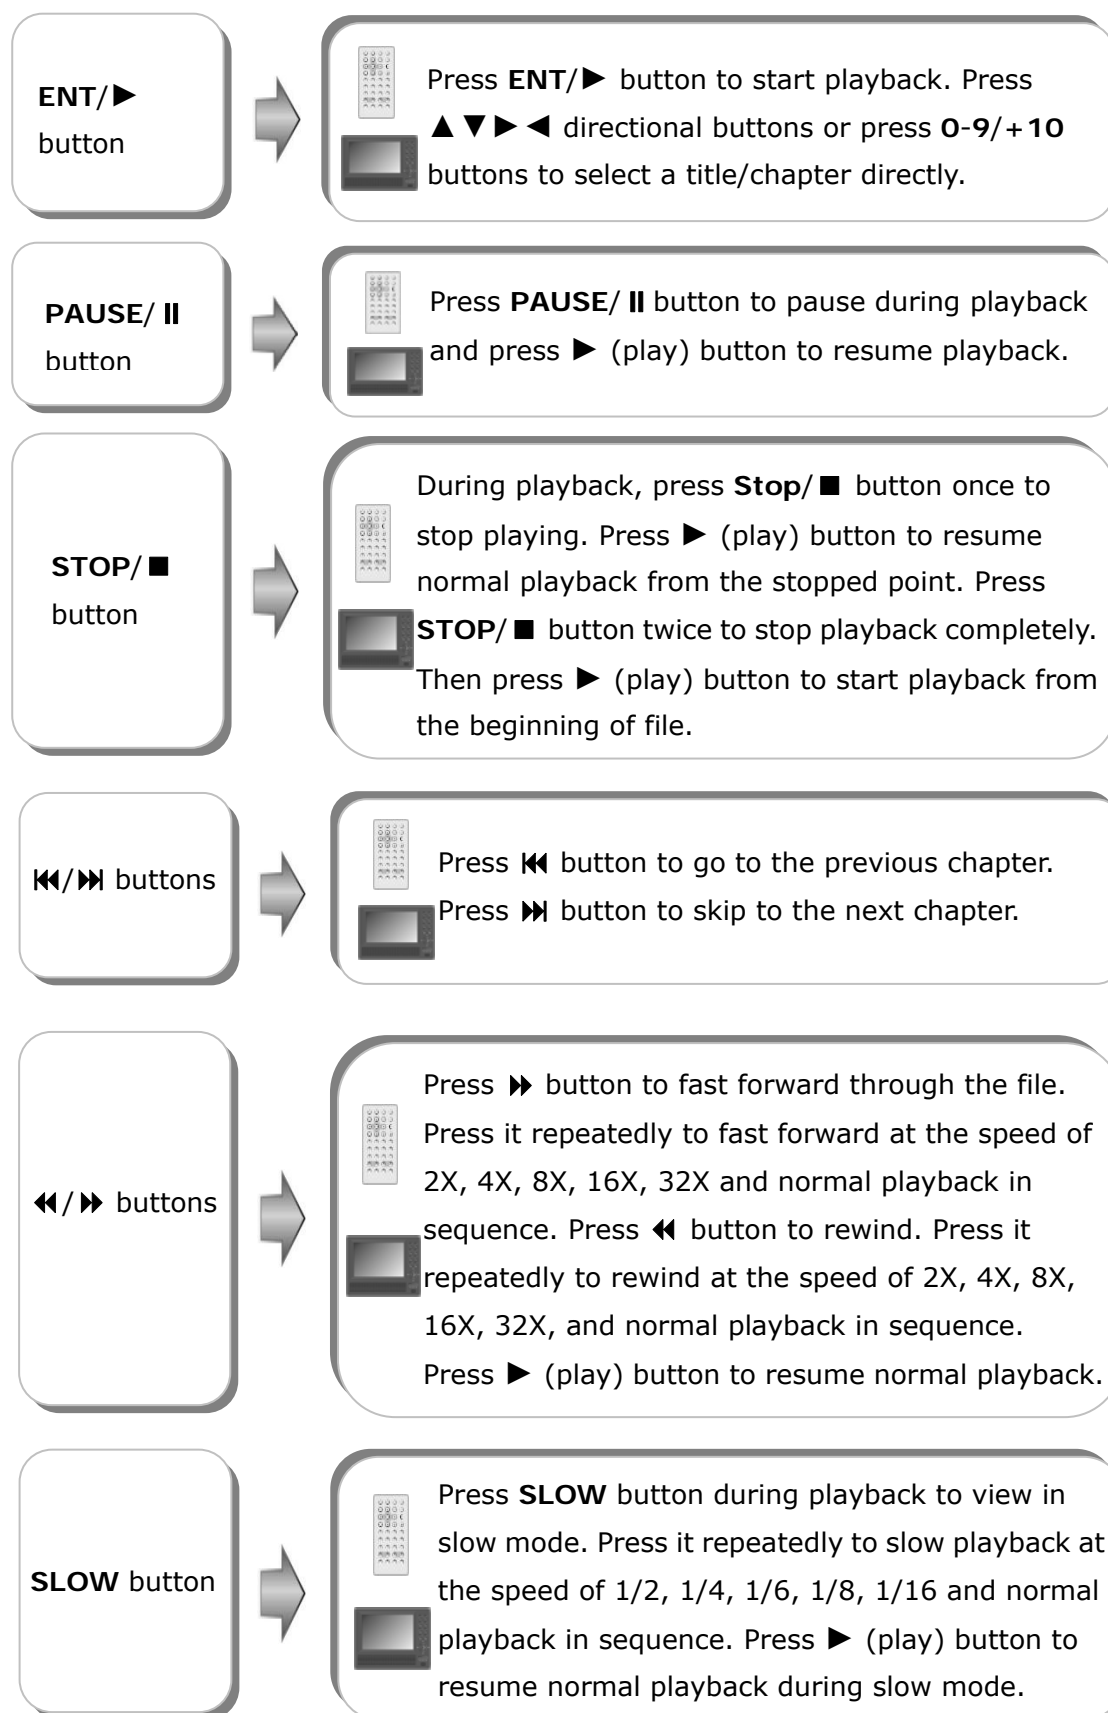 ENT/▶
button
Press ENT/▶ button to start playback. Press
▲▼▶◀ directional buttons or press 0-9/+10
buttons to select a title/chapter directly.
PAUSE/⏸
button
Press PAUSE/⏸ button to pause during playback
and press ▶ (play) button to resume playback.
STOP/■
button
During playback, press Stop/■ button once to
stop playing. Press ▶ (play) button to resume
normal playback from the stopped point. Press
STOP/■ button twice to stop playback completely.
Then press ▶ (play) button to start playback from
the beginning of file.
⏮/⏭ buttons
Press ⏮ button to go to the previous chapter.
Press ⏭ button to skip to the next chapter.
⏪/⏩ buttons
Press ⏩ button to fast forward through the file.
Press it repeatedly to fast forward at the speed of
2X, 4X, 8X, 16X, 32X and normal playback in
sequence. Press ⏪ button to rewind. Press it
repeatedly to rewind at the speed of 2X, 4X, 8X,
16X, 32X, and normal playback in sequence.
Press ▶ (play) button to resume normal playback.
SLOW button
Press SLOW button during playback to view in
slow mode. Press it repeatedly to slow playback at
the speed of 1/2, 1/4, 1/6, 1/8, 1/16 and normal
playback in sequence. Press ▶ (play) button to
resume normal playback during slow mode.